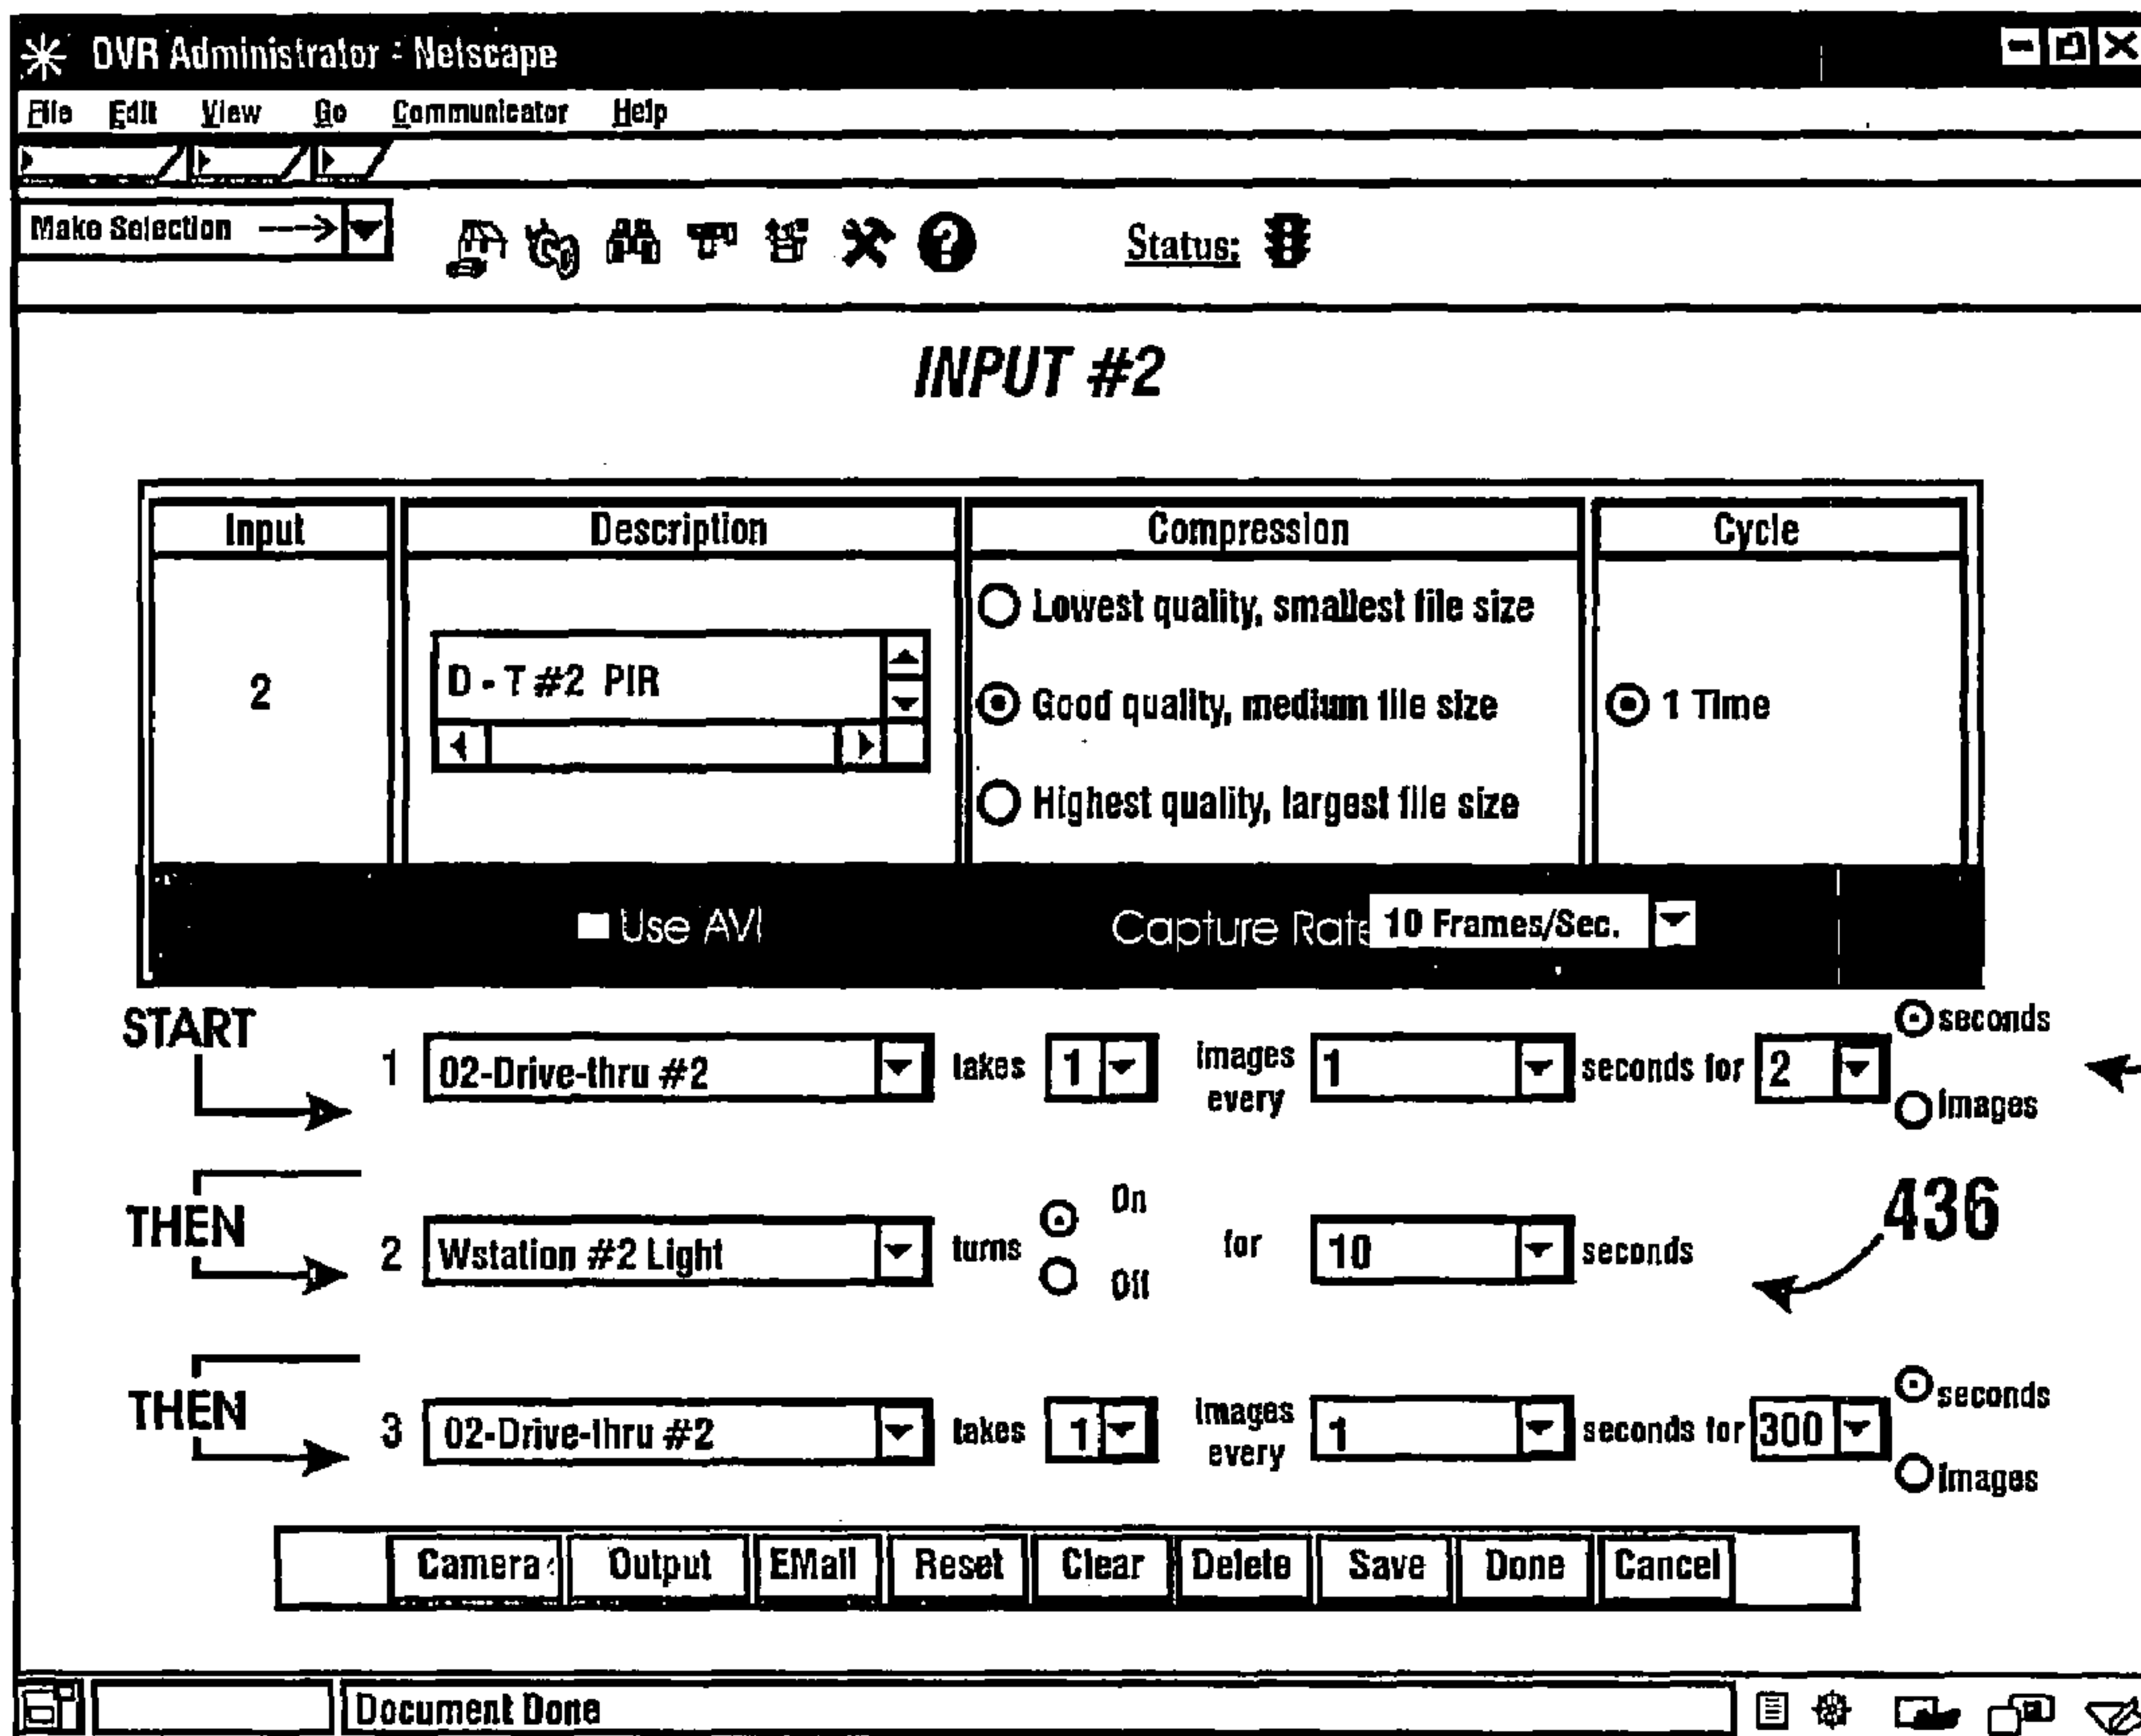 DVR Administrator - Netscape
File Edit View Go Communicator Help
Make Selection
Status:
INPUT #2
Input Description Compression Cycle
2
D - T #2 PIR
Lowest quality, smallest file size
Good quality, medium file size
Highest quality, largest file size
1 Time
Use AVI Capture Rate 10 Frames/Sec.
START 1 02-Drive-thru #2 takes 1 images every 1 seconds for 2 seconds images
THEN 2 Wstation #2 Light turns On Off for 10 seconds
436
THEN 3 02-Drive-thru #2 takes 1 images every 1 seconds for 300 seconds images
Camera Output EMail Reset Clear Delete Save Done Cancel
Document Done